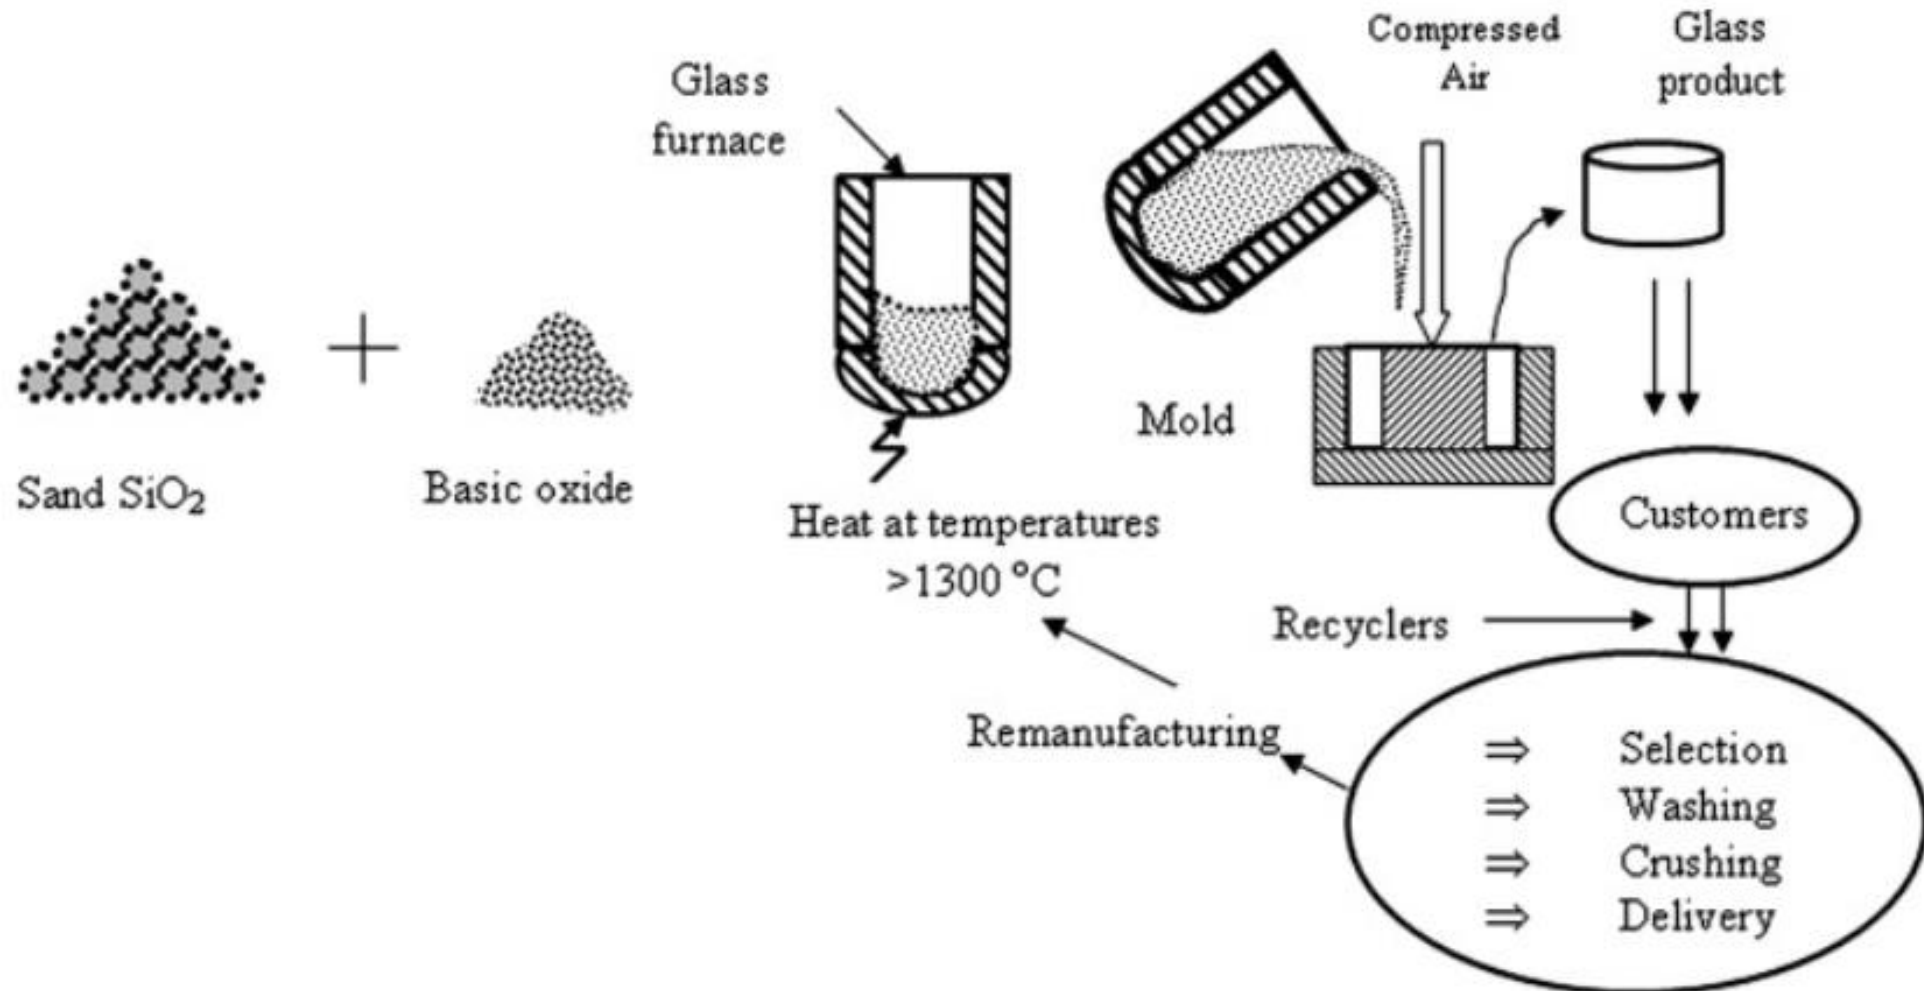 Glass
furnace
Compressed
Air
Glass
product
Sand SiO₂
Basic oxide
Mold
Heat at temperatures
>1300 °C
Customers
Recyclers
Remanufacturing
⇒ Selection
⇒ Washing
⇒ Crushing
⇒ Delivery